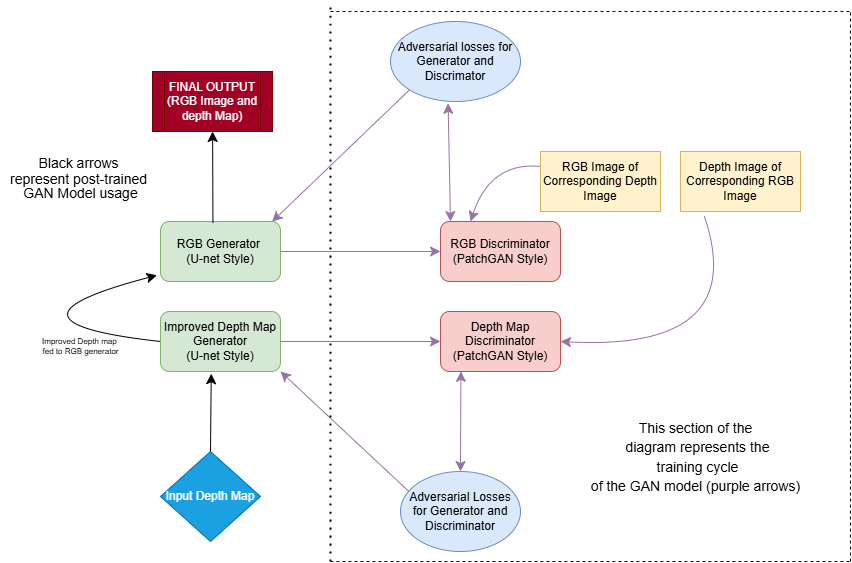 Adversarial losses for
Generator and
Discrimator
FINAL OUTPUT
(RGB Image and
depth Map)
Black arrows
represent post-trained
GAN Model usage
RGB Image of
Corresponding Depth
Image
Depth Image of
Corresponding RGB
Image
RGB Generator
(U-net Style)
RGB Discriminator
(PatchGAN Style)
Improved Depth Map
Generator
(U-net Style)
Depth Map
Discriminator
(PatchGAN Style)
Improved Depth map
fed to RGB generator
This section of the
diagram represents the
training cycle
of the GAN model (purple arrows)
Input Depth Map
Adversarial Losses
for Generator and
Discriminator